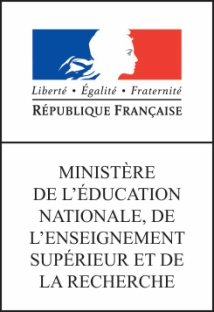 Liberté • Égalité • Fraternité
RÉPUBLIQUE FRANÇAISE
MINISTÈRE
DE L’ÉDUCATION
NATIONALE, DE
L’ENSEIGNEMENT
SUPÉRIEUR ET DE
LA RECHERCHE